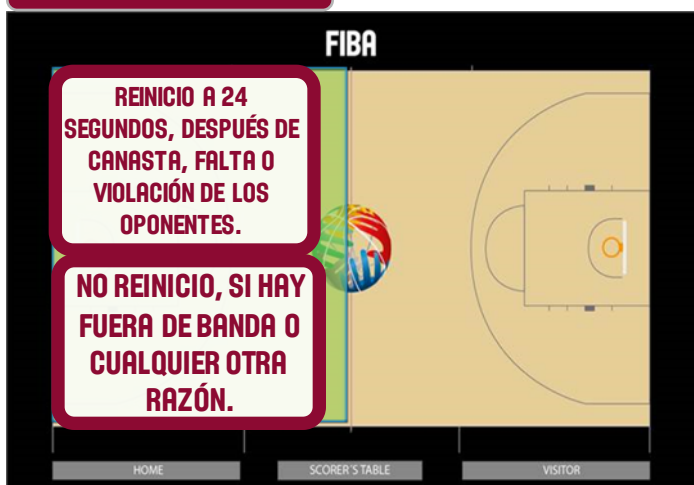 FIBA
REINICIO A 24
SEGUNDOS, DESPUÉS DE
CANASTA, FALTA O
VIOLACIÓN DE LOS
OPONENTES.
NO REINICIO, SI HAY
FUERA DE BANDA O
CUALQUIER OTRA
RAZÓN.
HOME
SCORER'S TABLE
VISITOR